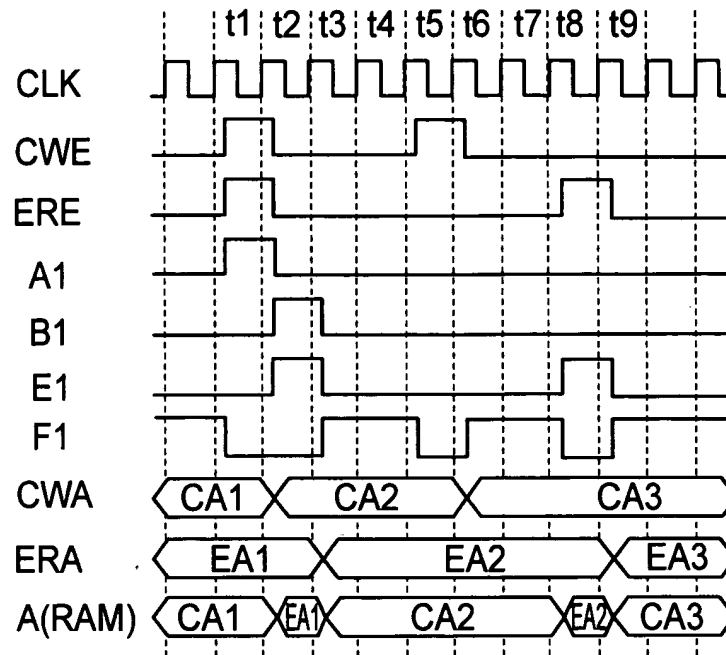 t1 t2 t3 t4 t5 t6 t7 t8 t9
CLK
CWE
ERE
A1
B1
E1
F1
CWA CA1 CA2 CA3
ERA EA1 EA2 EA3
A(RAM) CA1 EA1 CA2 EA2 CA3